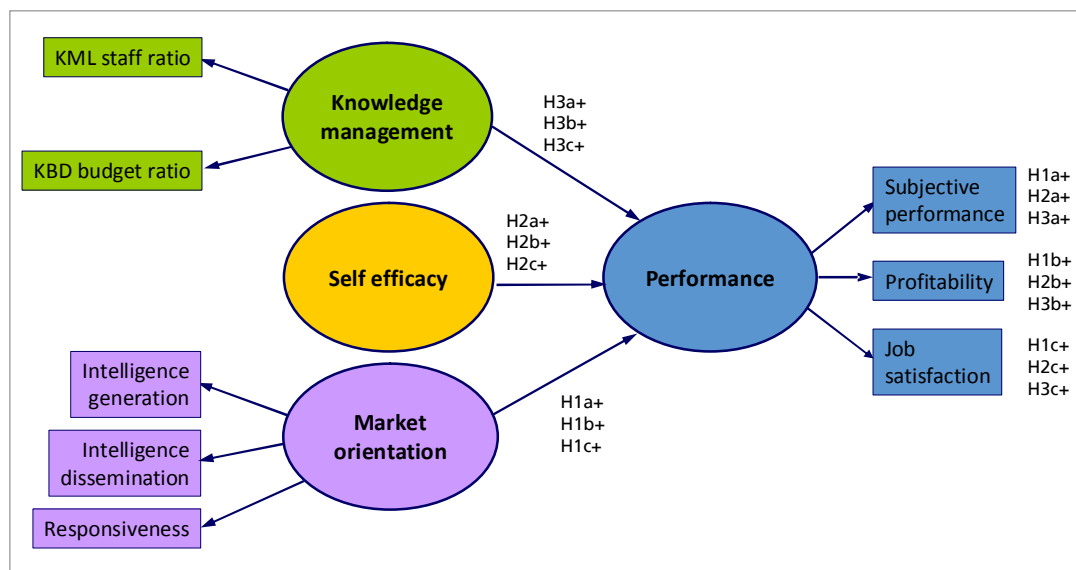 KML staff ratio
KBD budget ratio
Knowledge
management
H3a+
H3b+
H3c+
Self efficacy
H2a+
H2b+
H2c+
Intelligence
generation
Intelligence
dissemination
Responsiveness
Market
orientation
H1a+
H1b+
H1c+
Performance
Subjective
performance
H1a+
H2a+
H3a+
Profitability
H1b+
H2b+
H3b+
Job
satisfaction
H1c+
H2c+
H3c+